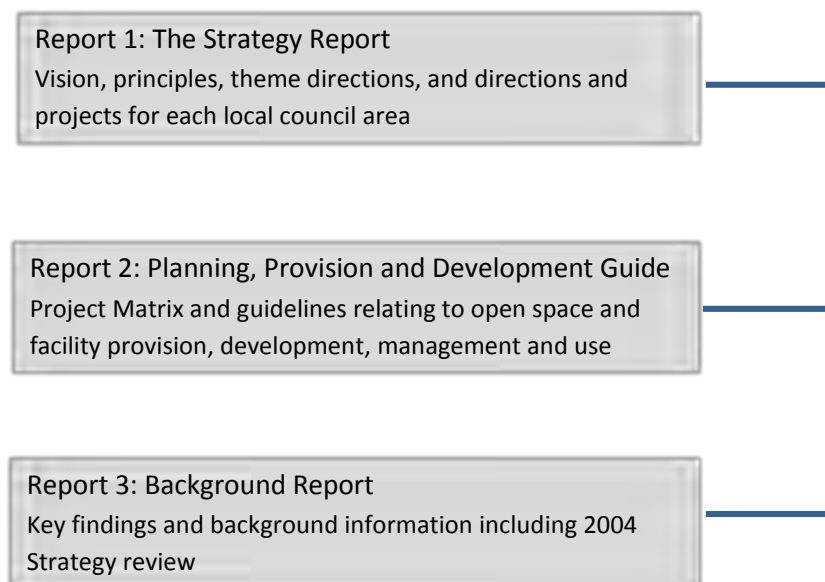 Report 1: The Strategy Report
Vision, principles, theme directions, and directions and
projects for each local council area
Report 2: Planning, Provision and Development Guide
Project Matrix and guidelines relating to open space and
facility provision, development, management and use
Report 3: Background Report
Key findings and background information including 2004
Strategy review